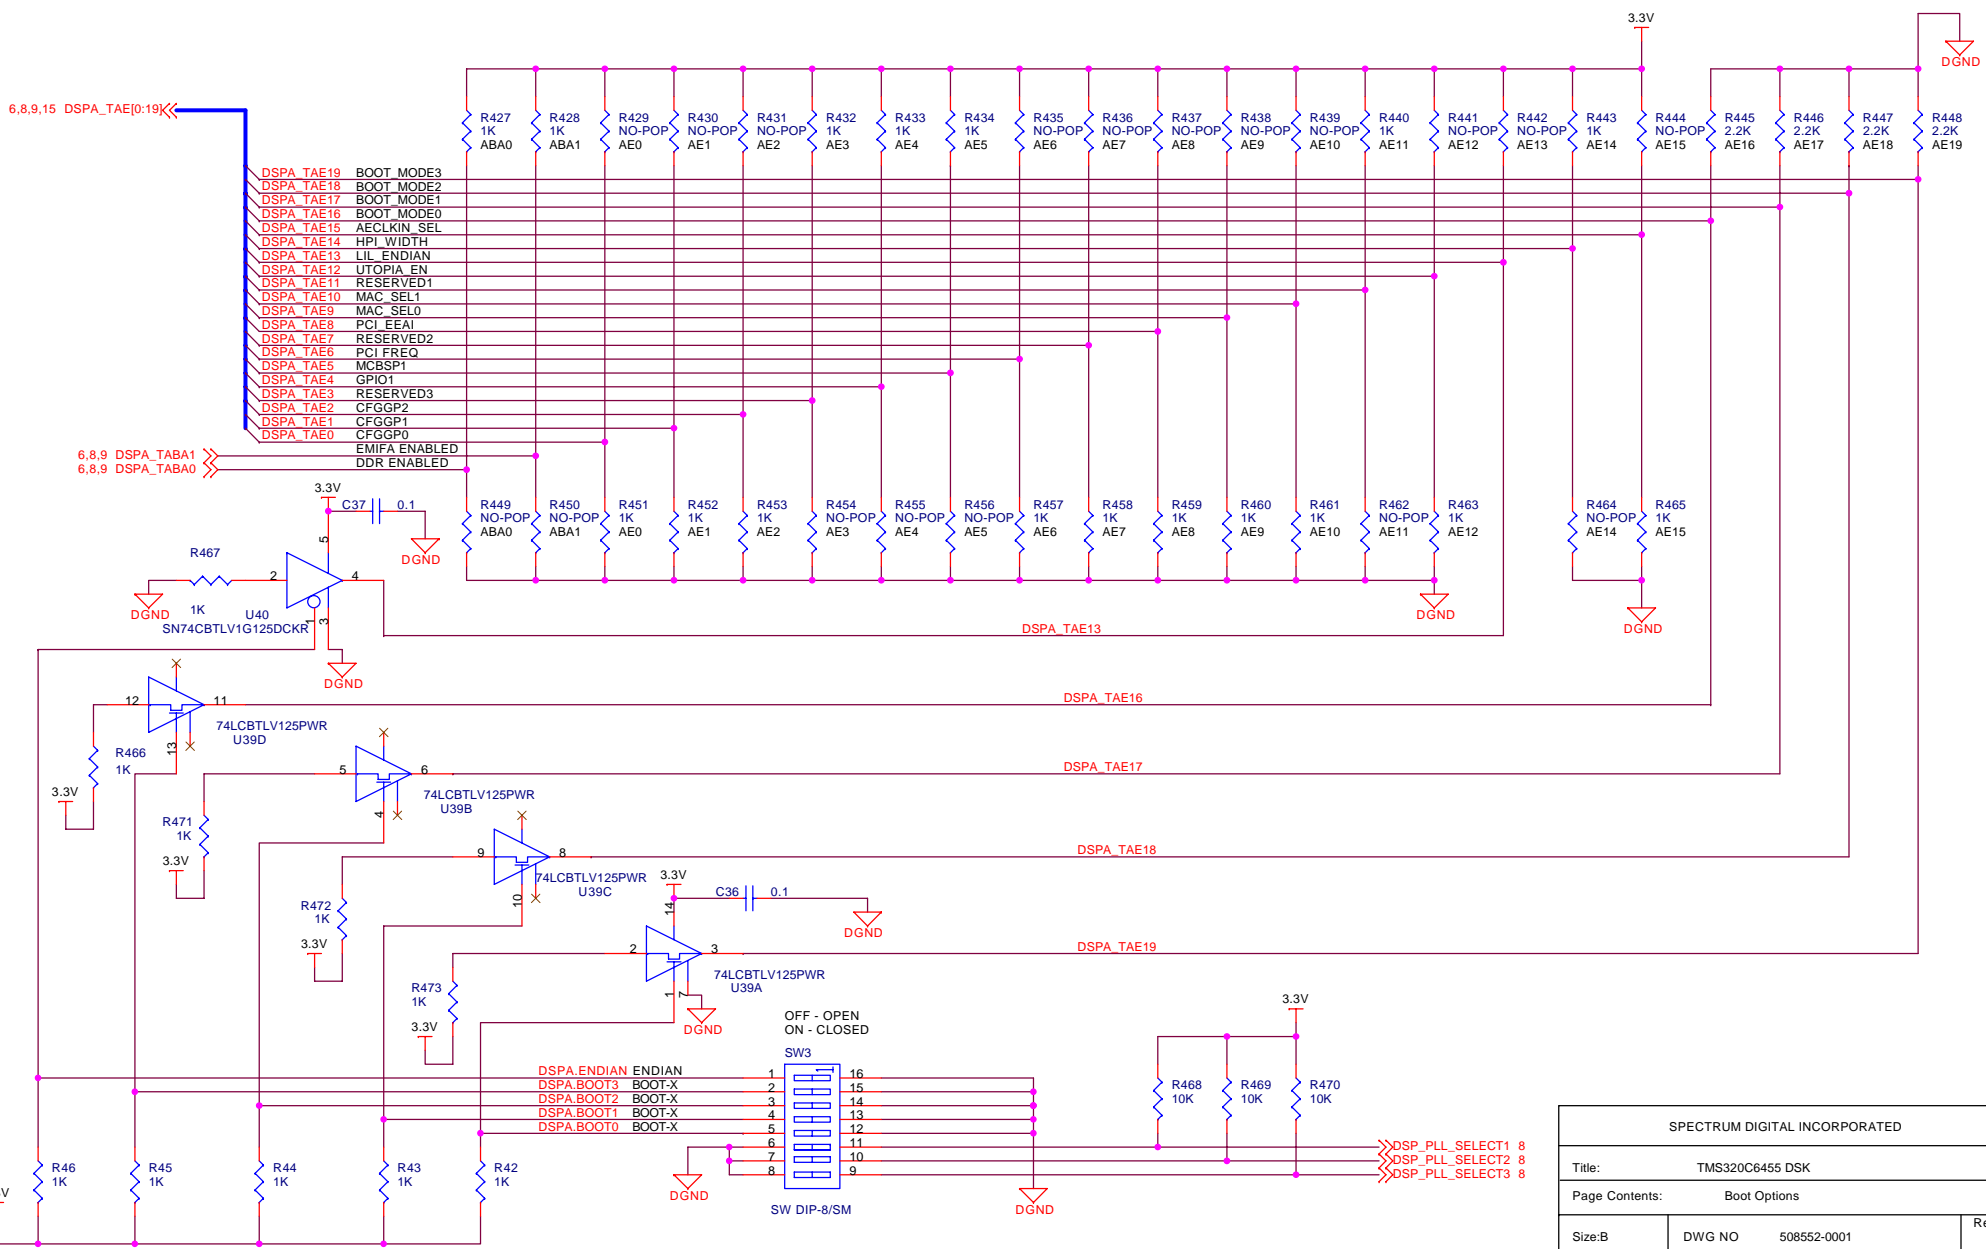 3.3V
DGND
6,8,9,15 DSPA_TAE[0:19]
R427 1K ABA0
R428 1K ABA1
R429 NO-POP AE0
R430 NO-POP AE1
R431 NO-POP AE2
R432 1K AE3
R433 1K AE4
R434 1K AE5
R435 NO-POP AE6
R436 NO-POP AE7
R437 NO-POP AE8
R438 NO-POP AE9
R439 NO-POP AE10
R440 1K AE11
R441 NO-POP AE12
R442 NO-POP AE13
R443 1K AE14
R444 NO-POP AE15
R445 2.2K AE16
R446 2.2K AE17
R447 2.2K AE18
R448 2.2K AE19
DSPA_TAE19 BOOT_MODE3
DSPA_TAE18 BOOT_MODE2
DSPA_TAE17 BOOT_MODE1
DSPA_TAE16 BOOT_MODE0
DSPA_TAE15 AECLKIN_SEL
DSPA_TAE14 HPI_WIDTH
DSPA_TAE13 LIL_ENDIAN
DSPA_TAE12 UTOPIA_EN
DSPA_TAE11 RESERVED1
DSPA_TAE10 MAC_SEL1
DSPA_TAE9 MAC_SEL0
DSPA_TAE8 PCI_EEAI
DSPA_TAE7 RESERVED2
DSPA_TAE6 PCI FREQ
DSPA_TAE5 MCBSP1
DSPA_TAE4 GPIO1
DSPA_TAE3 RESERVED3
DSPA_TAE2 CFGGP2
DSPA_TAE1 CFGGP1
DSPA_TAE0 CFGGP0
6,8,9 DSPA_TABA1 EMIFA ENABLED
6,8,9 DSPA_TABA0 DDR ENABLED
3.3V
C37 0.1
DGND
R449 NO-POP ABA0
R450 NO-POP ABA1
R451 1K AE0
R452 1K AE1
R453 1K AE2
R454 NO-POP AE3
R455 NO-POP AE4
R456 NO-POP AE5
R457 1K AE6
R458 1K AE7
R459 1K AE8
R460 1K AE9
R461 1K AE10
R462 NO-POP AE11
R463 1K AE12
R464 NO-POP AE14
R465 1K AE15
DGND
DGND
R467
1K
DGND
2
5
4
1
3
U40
SN74CBTLV1G125DCKR
DGND
DSPA_TAE13
12
11
13
74LCBTLV125PWR
U39D
R466
1K
3.3V
DSPA_TAE16
5
6
4
74LCBTLV125PWR
U39B
R471
1K
3.3V
DSPA_TAE17
9
8
10
74LCBTLV125PWR
U39C
R472
1K
3.3V
DSPA_TAE18
3.3V
C36 0.1
DGND
14
2
3
1
7
74LCBTLV125PWR
U39A
DGND
R473
1K
3.3V
DSPA_TAE19
OFF - OPEN
ON - CLOSED
SW3
DSPA.ENDIAN ENDIAN 1 16
DSPA.BOOT3 BOOT-X 2 15
DSPA.BOOT2 BOOT-X 3 14
DSPA.BOOT1 BOOT-X 4 13
DSPA.BOOT0 BOOT-X 5 12
6 11
7 10
8 9
1
DGND
SW DIP-8/SM
DGND
3.3V
R468 10K
R469 10K
R470 10K
DSP_PLL_SELECT1 8
DSP_PLL_SELECT2 8
DSP_PLL_SELECT3 8
R46 1K
R45 1K
R44 1K
R43 1K
R42 1K
V
SPECTRUM DIGITAL INCORPORATED
Title: TMS320C6455 DSK
Page Contents: Boot Options
Size:B
DWG NO 508552-0001
Re